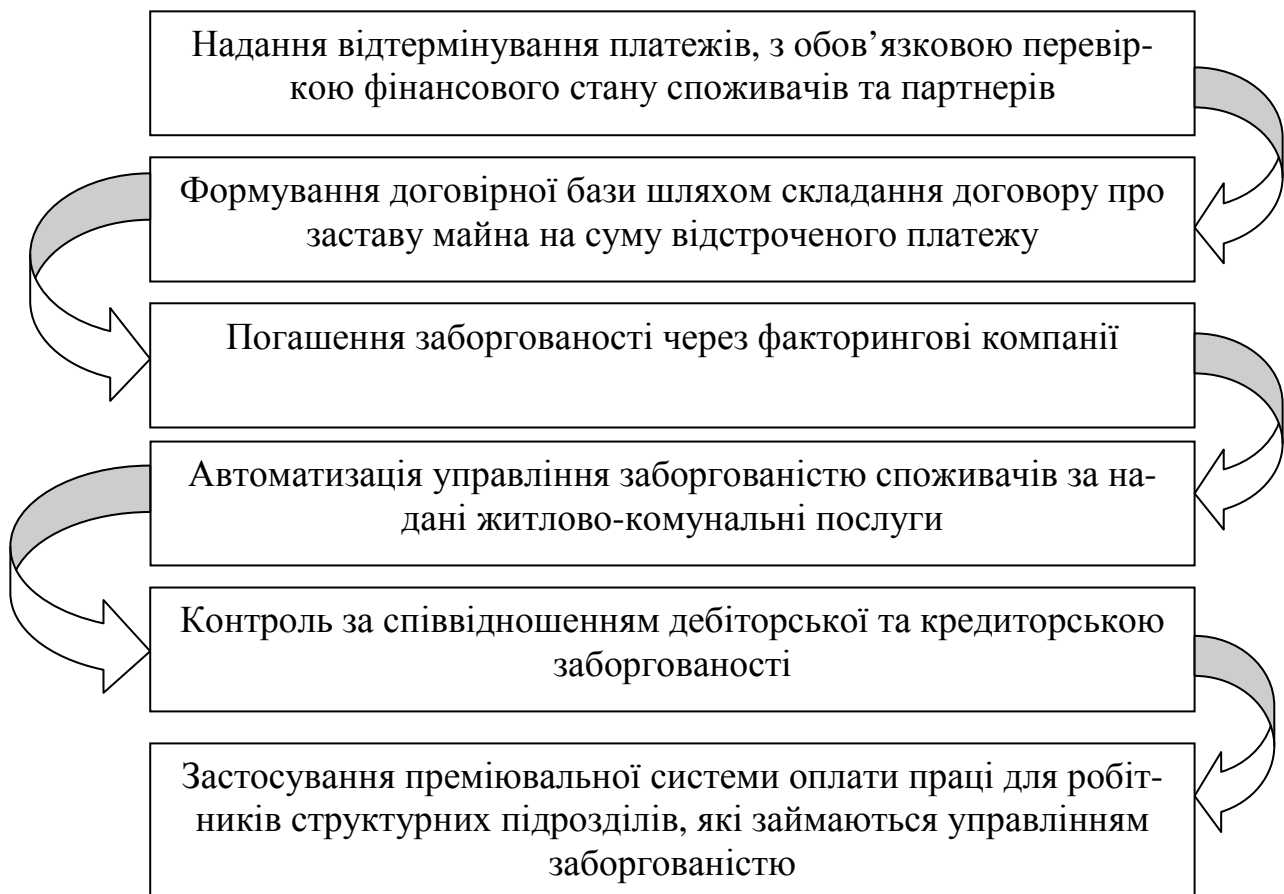 Надання відтермінування платежів, з обов’язковою перевір-
кою фінансового стану споживачів та партнерів
Формування договірної бази шляхом складання договору про
заставу майна на суму відстроченого платежу
Погашення заборгованості через факторингові компанії
Автоматизація управління заборгованістю споживачів за на-
дані житлово-комунальні послуги
Контроль за співвідношенням дебіторської та кредиторською
заборгованості
Застосування преміювальної системи оплати праці для робіт-
ників структурних підрозділів, які займаються управлінням
заборгованістю